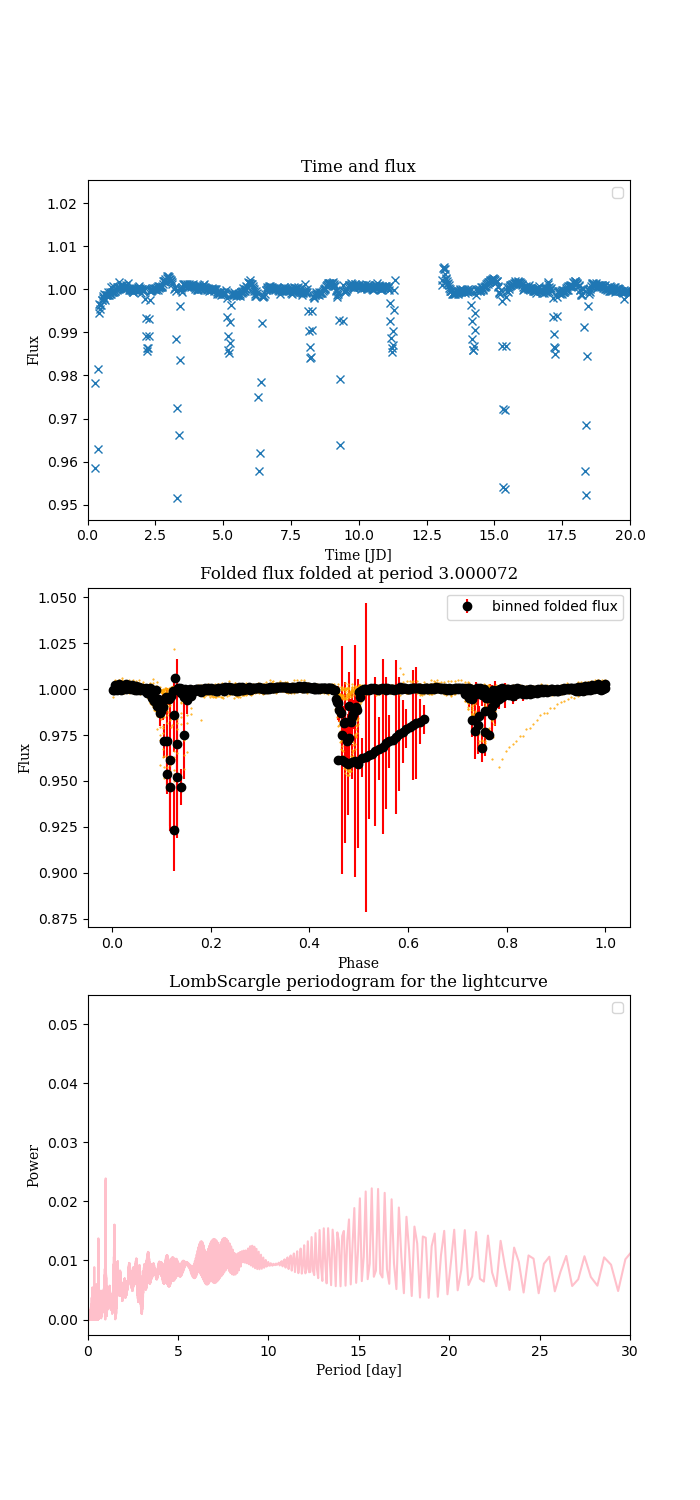 Time and flux
1.02
1.01
1.00
0.99
0.98
0.97
0.96
0.95
Flux
0.0 2.5 5.0 7.5 10.0 12.5 15.0 17.5 20.0
Time [JD]
Folded flux folded at period 3.000072
binned folded flux
1.050
1.025
1.000
0.975
0.950
0.925
0.900
0.875
Flux
0.0 0.2 0.4 0.6 0.8 1.0
Phase
LombScargle periodogram for the lightcurve
0.05
0.04
0.03
0.02
0.01
0.00
Power
0 5 10 15 20 25 30
Period [day]